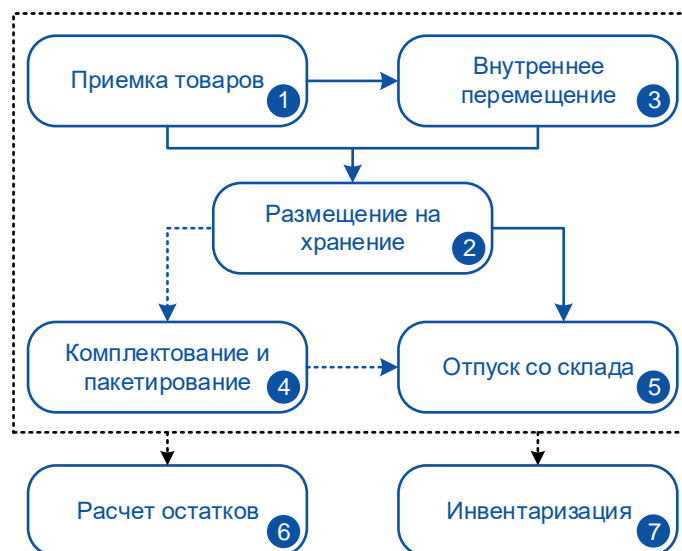 Приемка товаров
1
Внутреннее
перемещение
3
Размещение на
хранение
2
Комплектование и
пакетирование
4
Отпуск со склада
5
Расчет остатков
6
Инвентаризация
7